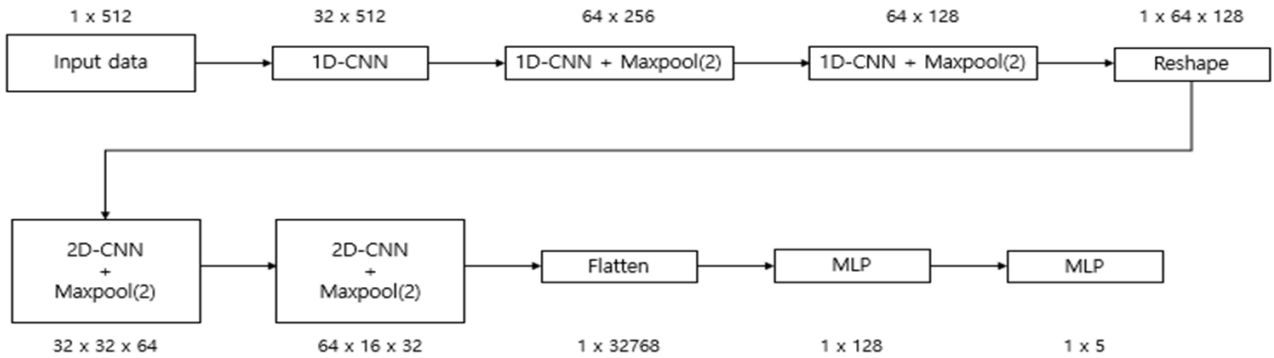 1 x 512
32 x 512
64 x 256
64 x 128
1 x 64 x 128
Input data
1D-CNN
1D-CNN + Maxpool(2)
1D-CNN + Maxpool(2)
Reshape
2D-CNN
+
Maxpool(2)
2D-CNN
+
Maxpool(2)
Flatten
MLP
MLP
32 x 32 x 64
64 x 16 x 32
1 x 32768
1 x 128
1 x 5